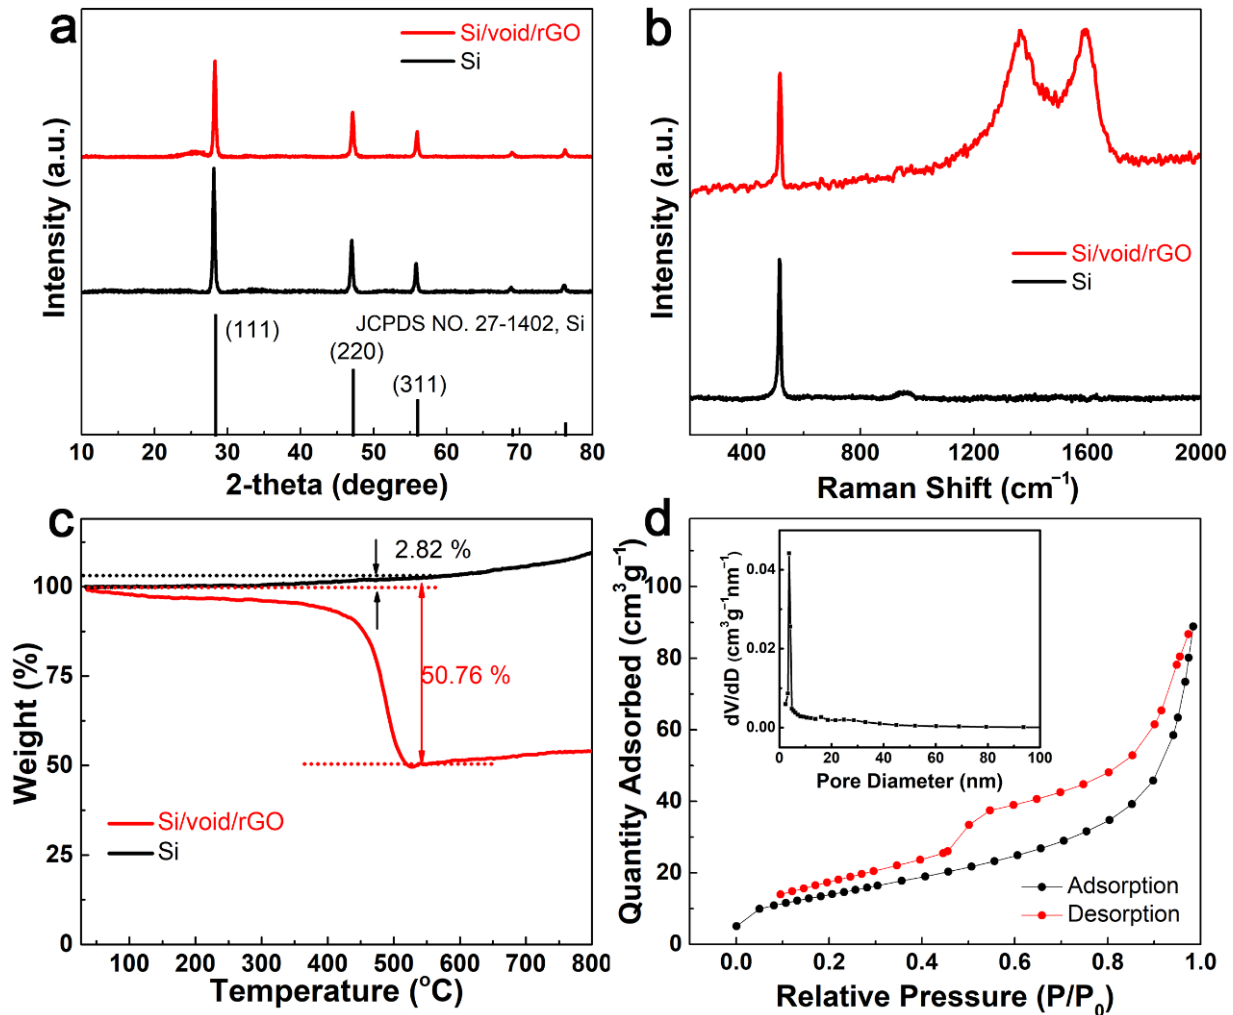 a
Si/void/rGO
Si
Intensity (a.u.)
(111)
JCPDS NO. 27-1402, Si
(220)
(311)
10 20 30 40 50 60 70 80
2-theta (degree)
b
Intensity (a.u.)
Si/void/rGO
Si
400 800 1200 1600 2000
Raman Shift (cm⁻¹)
c
2.82 %
100
75
50.76 %
50
Si/void/rGO
Si
25
0
Weight (%)
100 200 300 400 500 600 700 800
Temperature (°C)
d
100
80
60
40
20
0
Quantity Adsorbed (cm³g⁻¹)
0.04
0.02
0.00
dV/dD (cm³g⁻¹nm⁻¹)
0 20 40 60 80 100
Pore Diameter (nm)
Adsorption
Desorption
0.0 0.2 0.4 0.6 0.8 1.0
Relative Pressure (P/P₀)